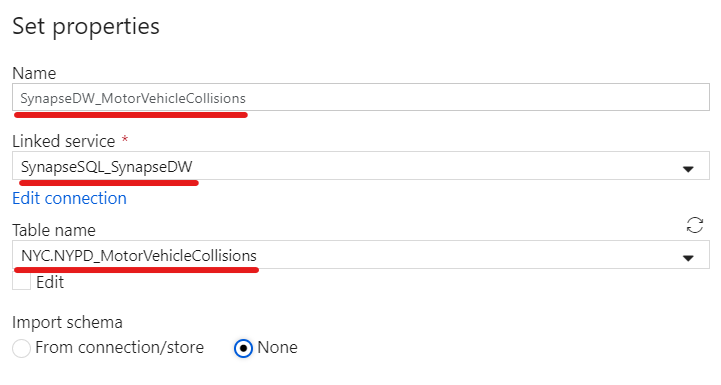 Set properties
Name
SynapseDW_MotorVehicleCollisions
Linked service *
SynapseSQL_SynapseDW
Edit connection
Table name
NYC.NYPD_MotorVehicleCollisions
Edit
Import schema
From connection/store None